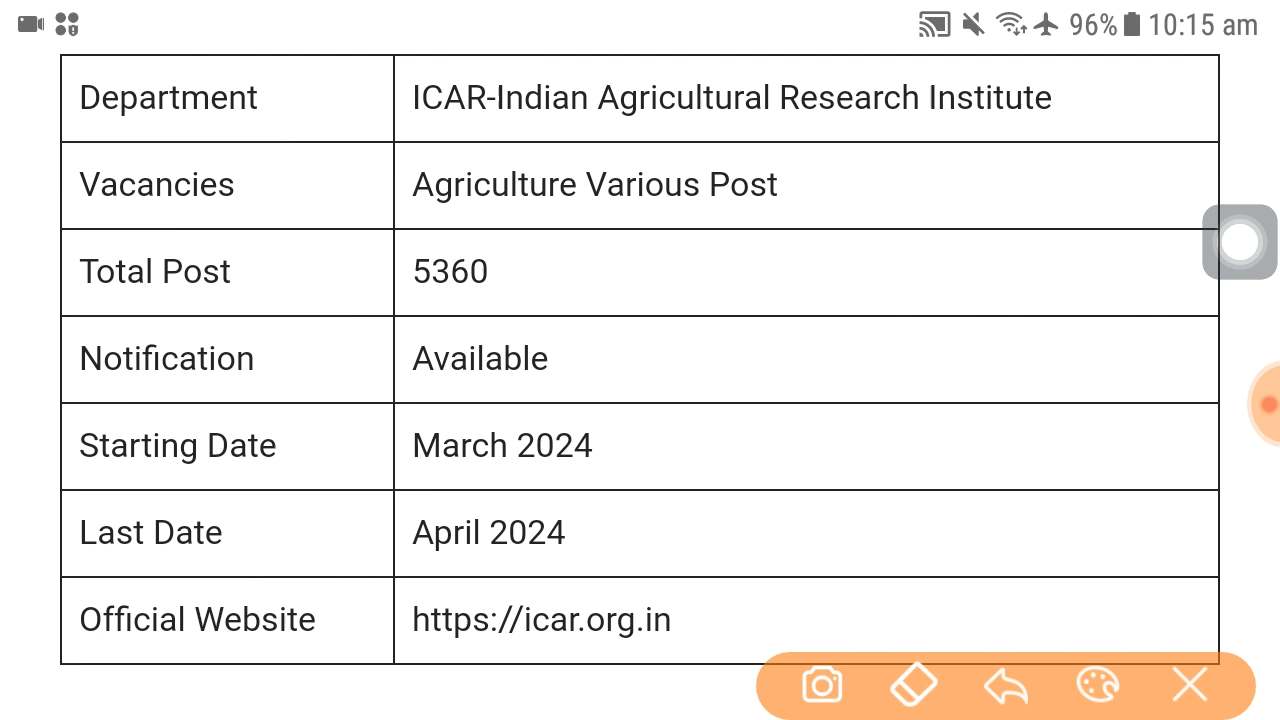 96% 10:15 am
Department ICAR-Indian Agricultural Research Institute
Vacancies Agriculture Various Post
Total Post 5360
Notification Available
Starting Date March 2024
Last Date April 2024
Official Website https://icar.org.in